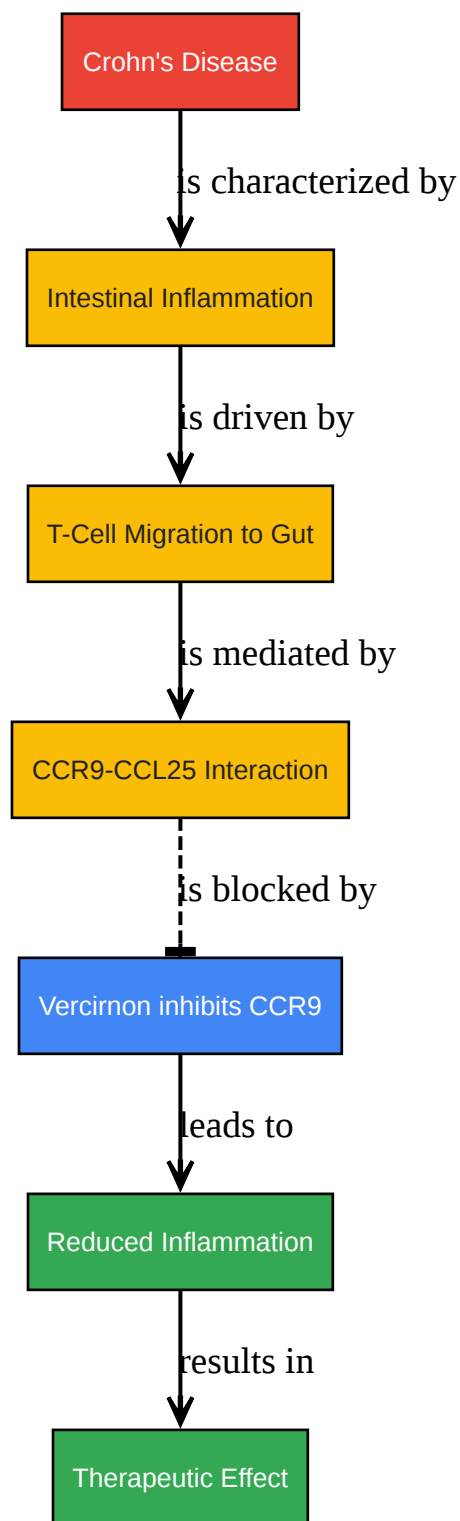 Crohn's Disease
is characterized by
Intestinal Inflammation
is driven by
T-Cell Migration to Gut
is mediated by
CCR9-CCL25 Interaction
is blocked by
Vercirnon inhibits CCR9
leads to
Reduced Inflammation
results in
Therapeutic Effect